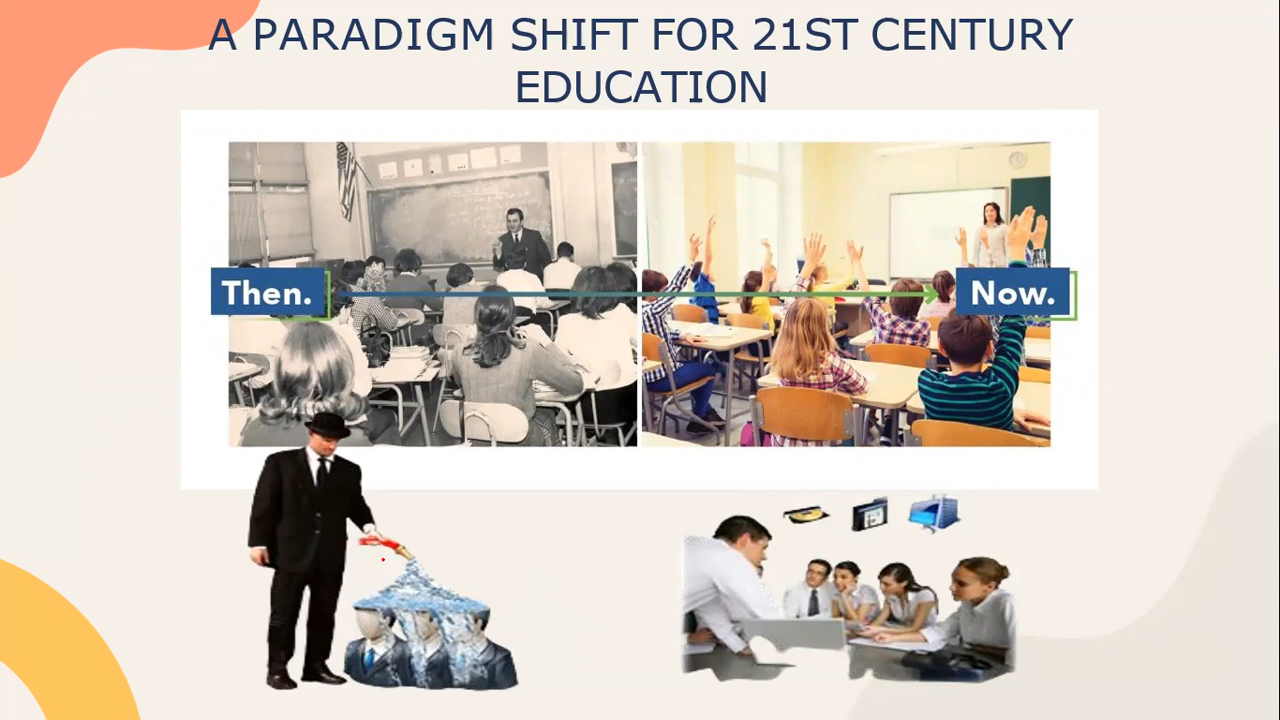 A PARADIGM SHIFT FOR 21ST CENTURY
EDUCATION
Then.
Now.